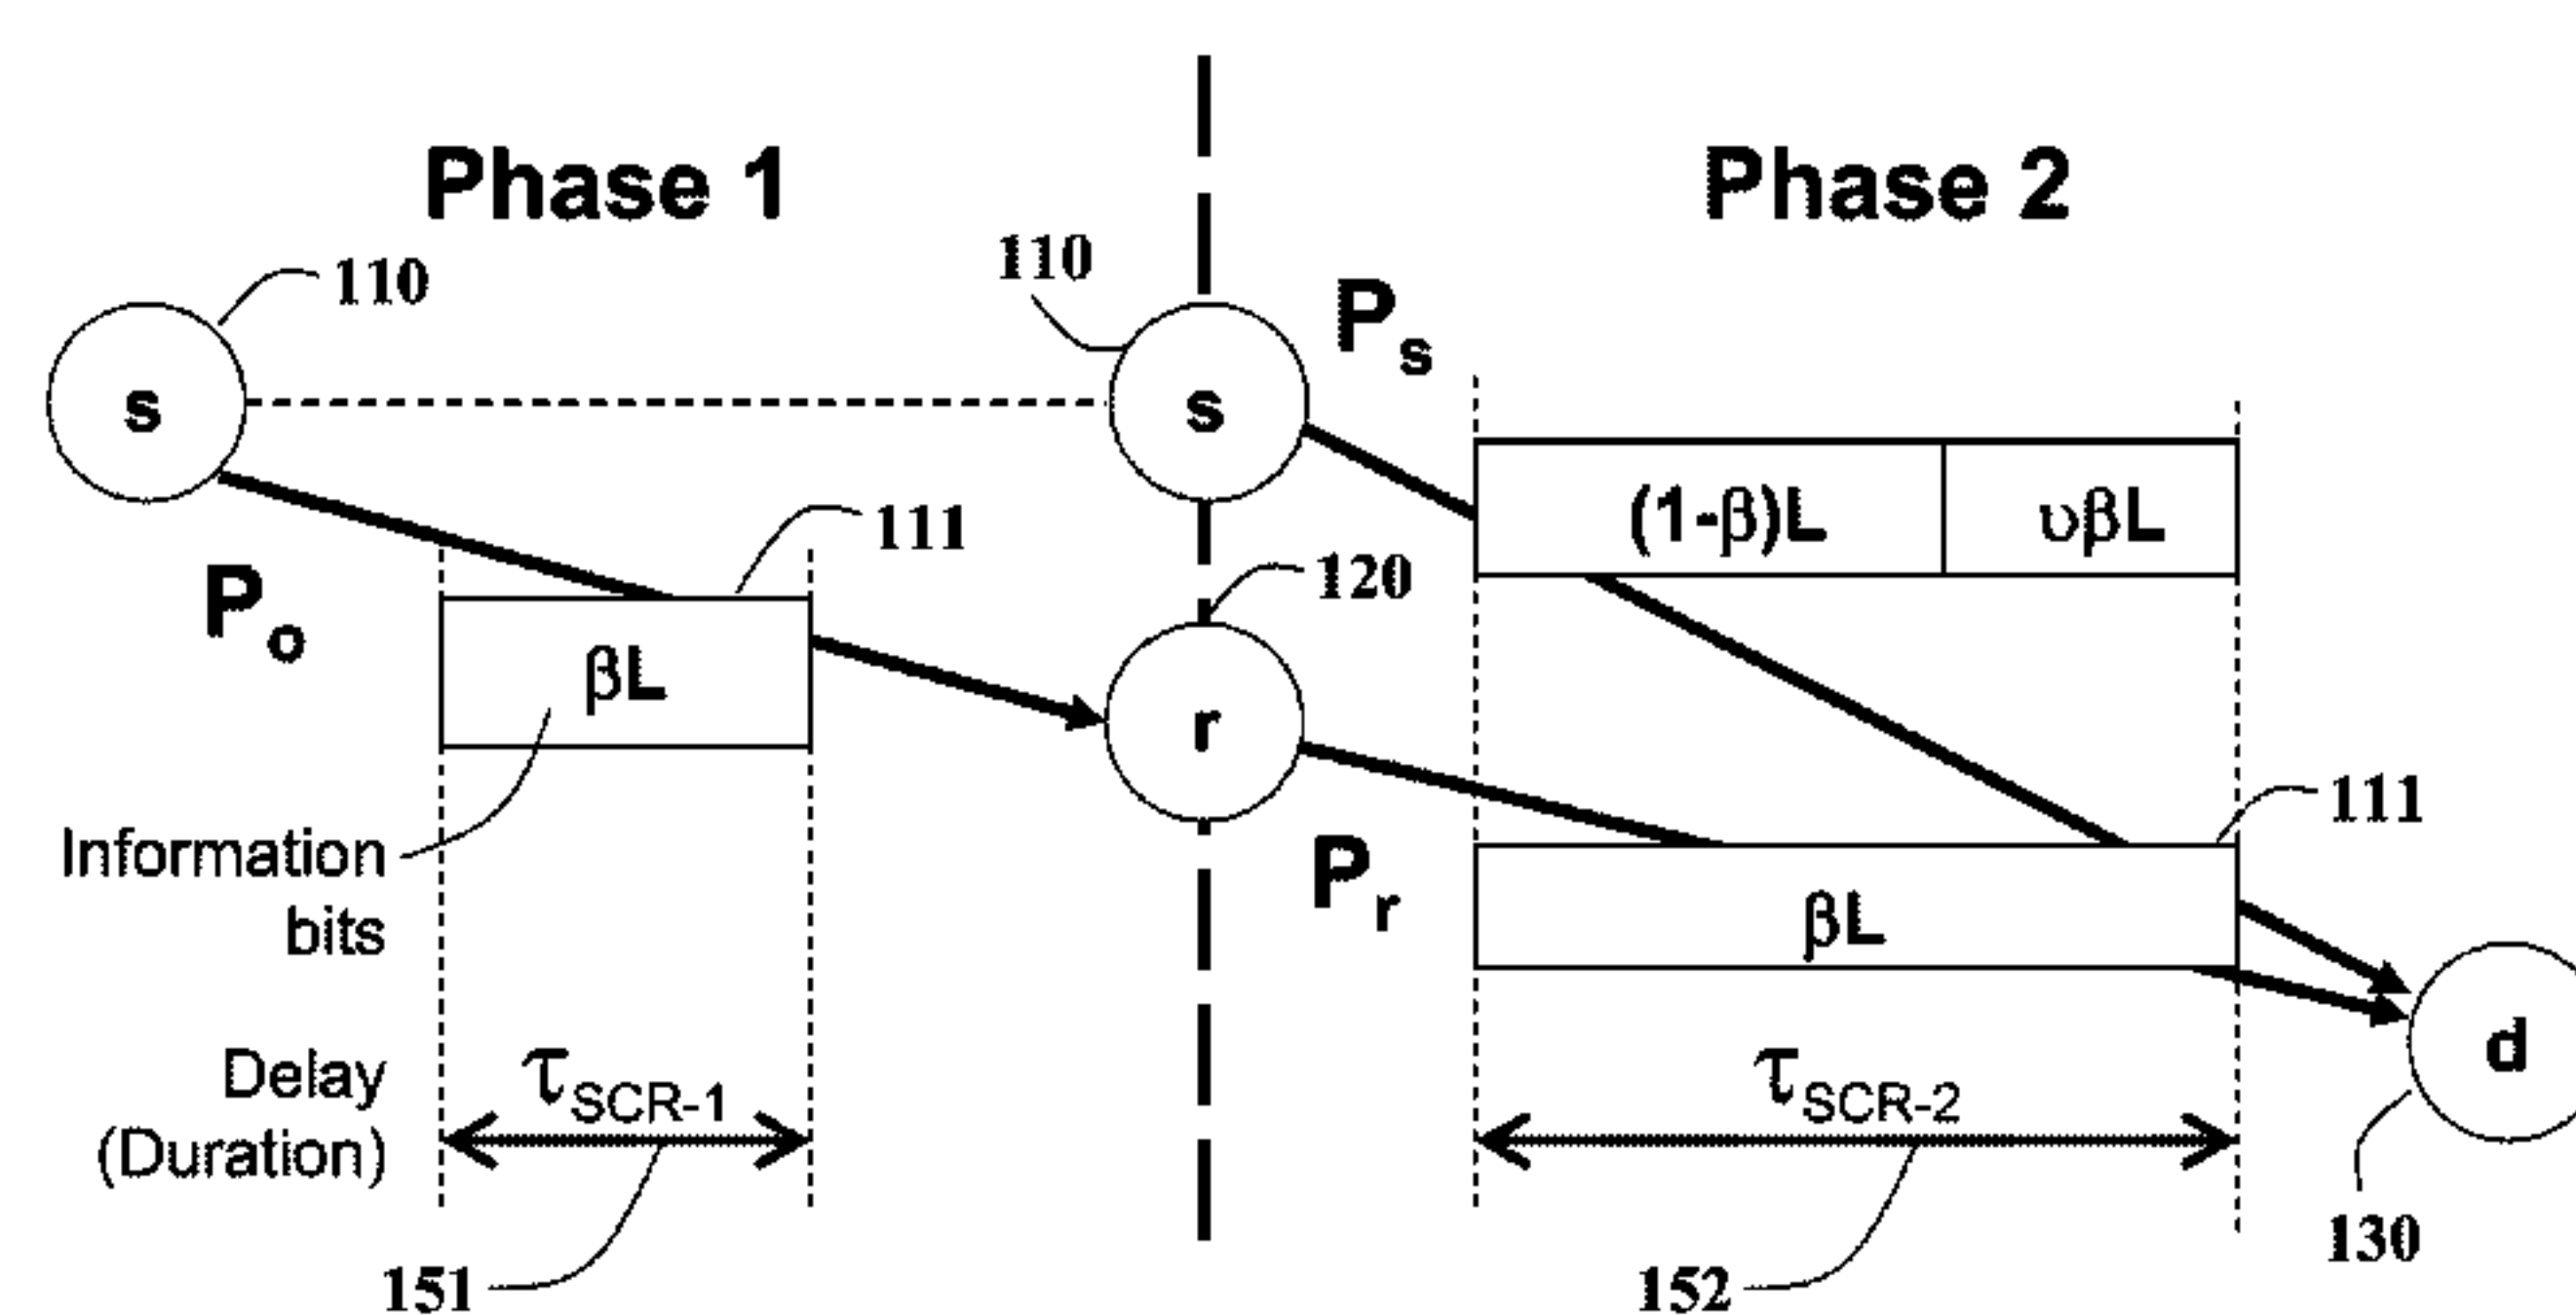 Phase 1
Phase 2
110
110
Ps
s
s
111
(1-β)L
υβL
120
Po
βL
r
111
Information
bits
Pr
βL
Delay
(Duration)
τSCR-1
τSCR-2
d
151
152
130